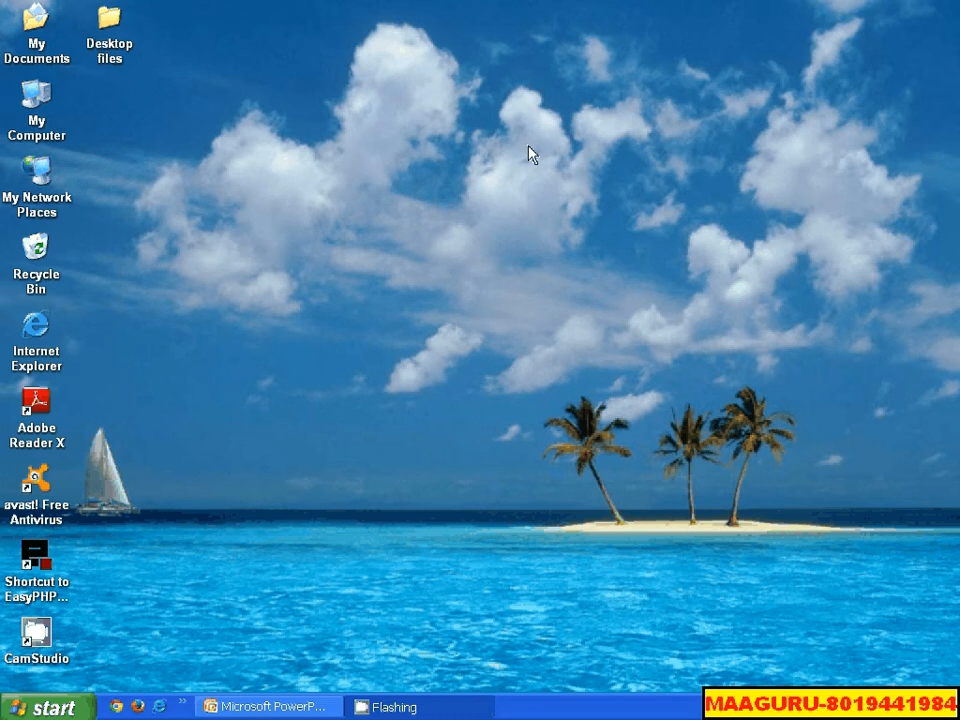 My
Documents
Desktop
files
My
Computer
My Network
Places
Recycle
Bin
Internet
Explorer
Adobe
Reader X
avast! Free
Antivirus
Shortcut to
EasyPHP...
CamStudio
start
Microsoft PowerP...
Flashing
MAAGURU-8019441984